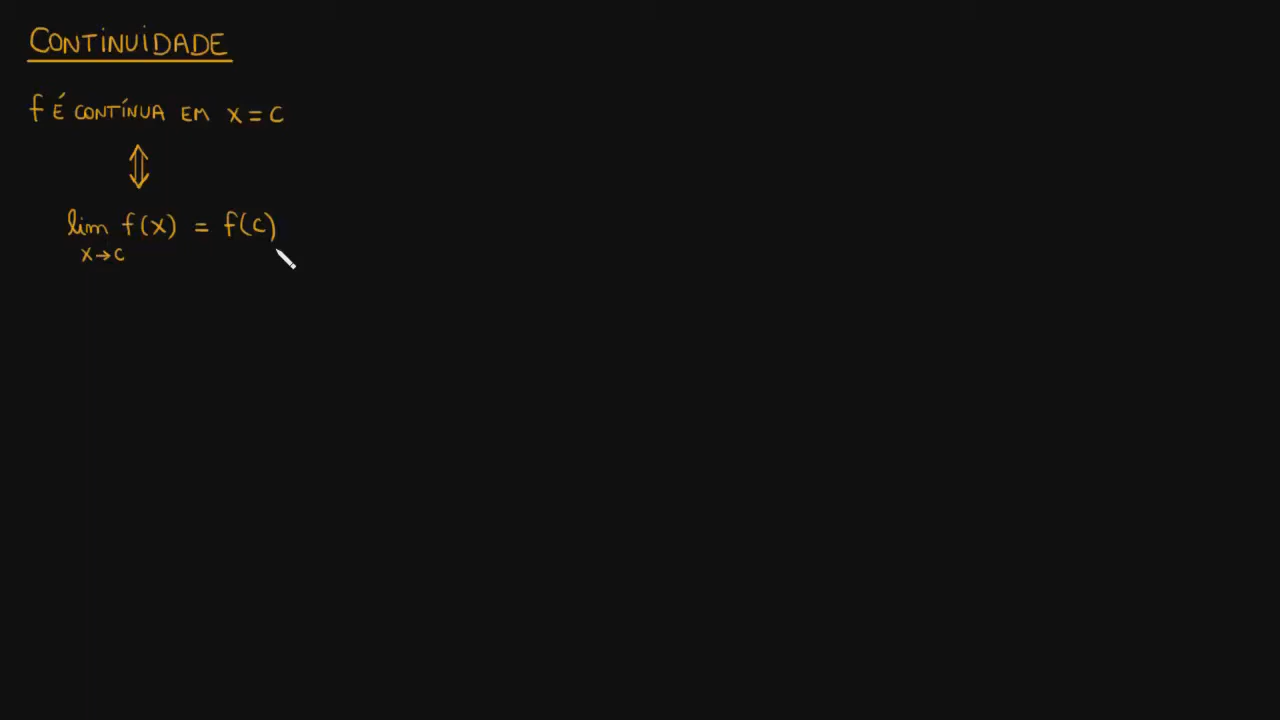 CONTINUIDADE
f É CONTÍNUA EM x = c
⇕
lim f(x) = f(c)
x→c